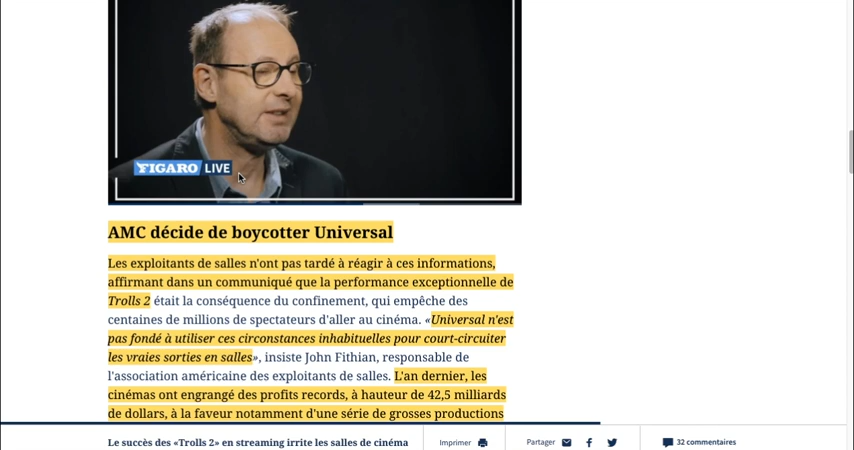 FIGARO LIVE
AMC décide de boycotter Universal
Les exploitants de salles n'ont pas tardé à réagir à ces informations,
affirmant dans un communiqué que la performance exceptionnelle de
Trolls 2 était la conséquence du confinement, qui empêche des
centaines de millions de spectateurs d'aller au cinéma. «Universal n'est
pas fondé à utiliser ces circonstances inhabituelles pour court-circuiter
les vraies sorties en salles», insiste John Fithian, responsable de
l'association américaine des exploitants de salles. L'an dernier, les
cinémas ont engrangé des profits records, à hauteur de 42,5 milliards
de dollars, à la faveur notamment d'une série de grosses productions
Le succès des «Trolls 2» en streaming irrite les salles de cinéma
Imprimer
Partager
32 commentaires